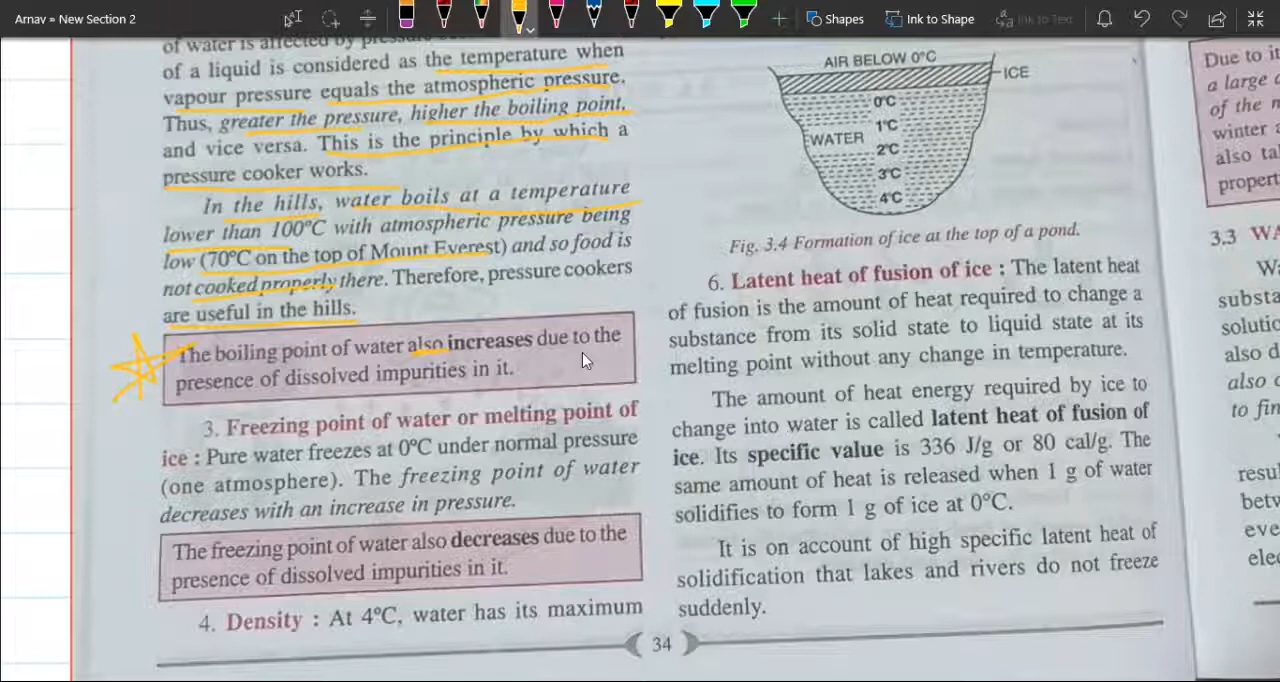 Arnav » New Section 2
Shapes
Ink to Shape
Ink to Text
of water is affected by
of a liquid is considered as the temperature when
vapour pressure equals the atmospheric pressure.
Thus, greater the pressure, higher the boiling point,
and vice versa. This is the principle by which a
pressure cooker works.
In the hills, water boils at a temperature
lower than 100°C with atmospheric pressure being
low (70°C on the top of Mount Everest) and so food is
not cooked properly there. Therefore, pressure cookers
are useful in the hills.
The boiling point of water also increases due to the
presence of dissolved impurities in it.
3. Freezing point of water or melting point of
ice : Pure water freezes at 0°C under normal pressure
(one atmosphere). The freezing point of water
decreases with an increase in pressure.
The freezing point of water also decreases due to the
presence of dissolved impurities in it.
4. Density : At 4°C, water has its maximum
AIR BELOW 0°C
ICE
0°C
1°C
WATER
2°C
3°C
4°C
Fig. 3.4 Formation of ice at the top of a pond.
6. Latent heat of fusion of ice : The latent heat
of fusion is the amount of heat required to change a
substance from its solid state to liquid state at its
melting point without any change in temperature.
The amount of heat energy required by ice to
change into water is called latent heat of fusion of
ice. Its specific value is 336 J/g or 80 cal/g. The
same amount of heat is released when 1 g of water
solidifies to form 1 g of ice at 0°C.
It is on account of high specific latent heat of
solidification that lakes and rivers do not freeze
suddenly.
34
Due to it
a large
of the
winter
also ta
propert
3.3 WA
Wa
substa
solutio
also d
also
to fin
resul
betw
eve
elec